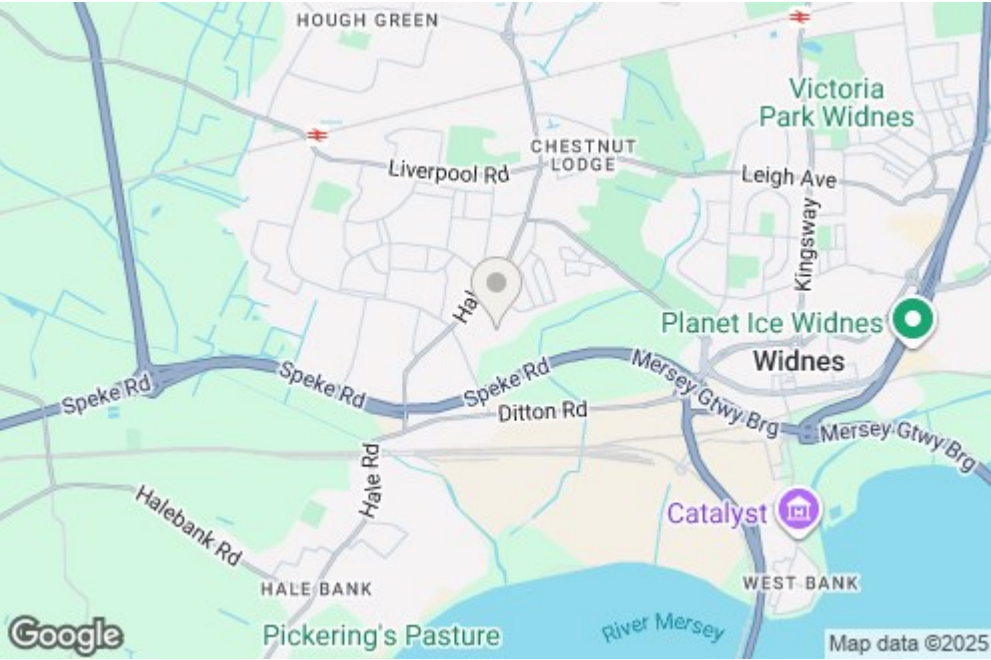 HOUGH GREEN
Victoria
Park Widnes
CHESTNUT
LODGE
Liverpool Rd
Leigh Ave
Kingsway
Planet Ice Widnes
Widnes
Speke Rd
Speke Rd
Speke Rd
Mersey Gtwy Brg
Ditton Rd
Mersey Gtwy Brg
Hale Rd
Halebank Rd
Catalyst
HALE BANK
WEST BANK
Pickering's Pasture
River Mersey
Google
Map data ©2025